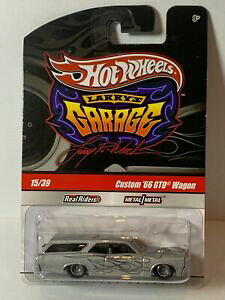 Hot Wheels
LARRY'S
GARAGE
15/39
Custom '66 GTO® Wagon
Real Riders
METAL/METAL